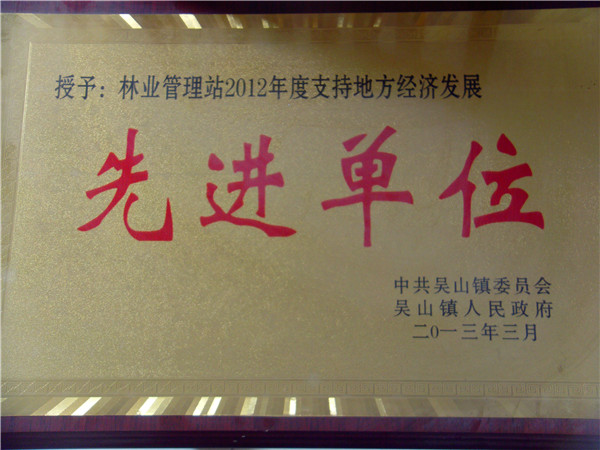 授予：林业管理站2012年度支持地方经济发展
先进单位
中共吴山镇委员会
吴山镇人民政府
二〇一三年三月